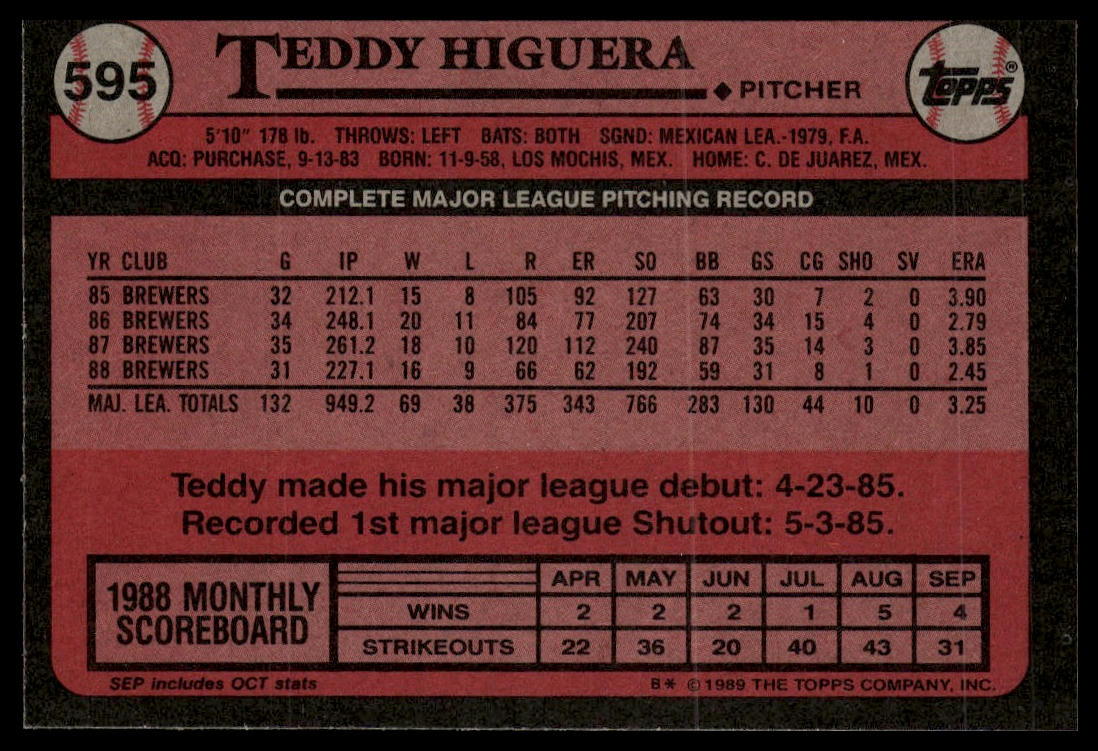 595
TEDDY HIGUERA
◆ PITCHER
TOPPS®
5'10" 178 lb. THROWS: LEFT BATS: BOTH SGND: MEXICAN LEA.-1979, F.A.
ACQ: PURCHASE, 9-13-83 BORN: 11-9-58, LOS MOCHIS, MEX. HOME: C. DE JUAREZ, MEX.
COMPLETE MAJOR LEAGUE PITCHING RECORD
YR CLUB G IP W L R ER SO BB GS CG SHO SV ERA
85 BREWERS 32 212.1 15 8 105 92 127 63 30 7 2 0 3.90
86 BREWERS 34 248.1 20 11 84 77 207 74 34 15 4 0 2.79
87 BREWERS 35 261.2 18 10 120 112 240 87 35 14 3 0 3.85
88 BREWERS 31 227.1 16 9 66 62 192 59 31 8 1 0 2.45
MAJ. LEA. TOTALS 132 949.2 69 38 375 343 766 283 130 44 10 0 3.25
Teddy made his major league debut: 4-23-85.
Recorded 1st major league Shutout: 5-3-85.
1988 MONTHLY
SCOREBOARD
APR MAY JUN JUL AUG SEP
WINS 2 2 2 1 5 4
STRIKEOUTS 22 36 20 40 43 31
SEP includes OCT stats
B* ©1989 THE TOPPS COMPANY, INC.